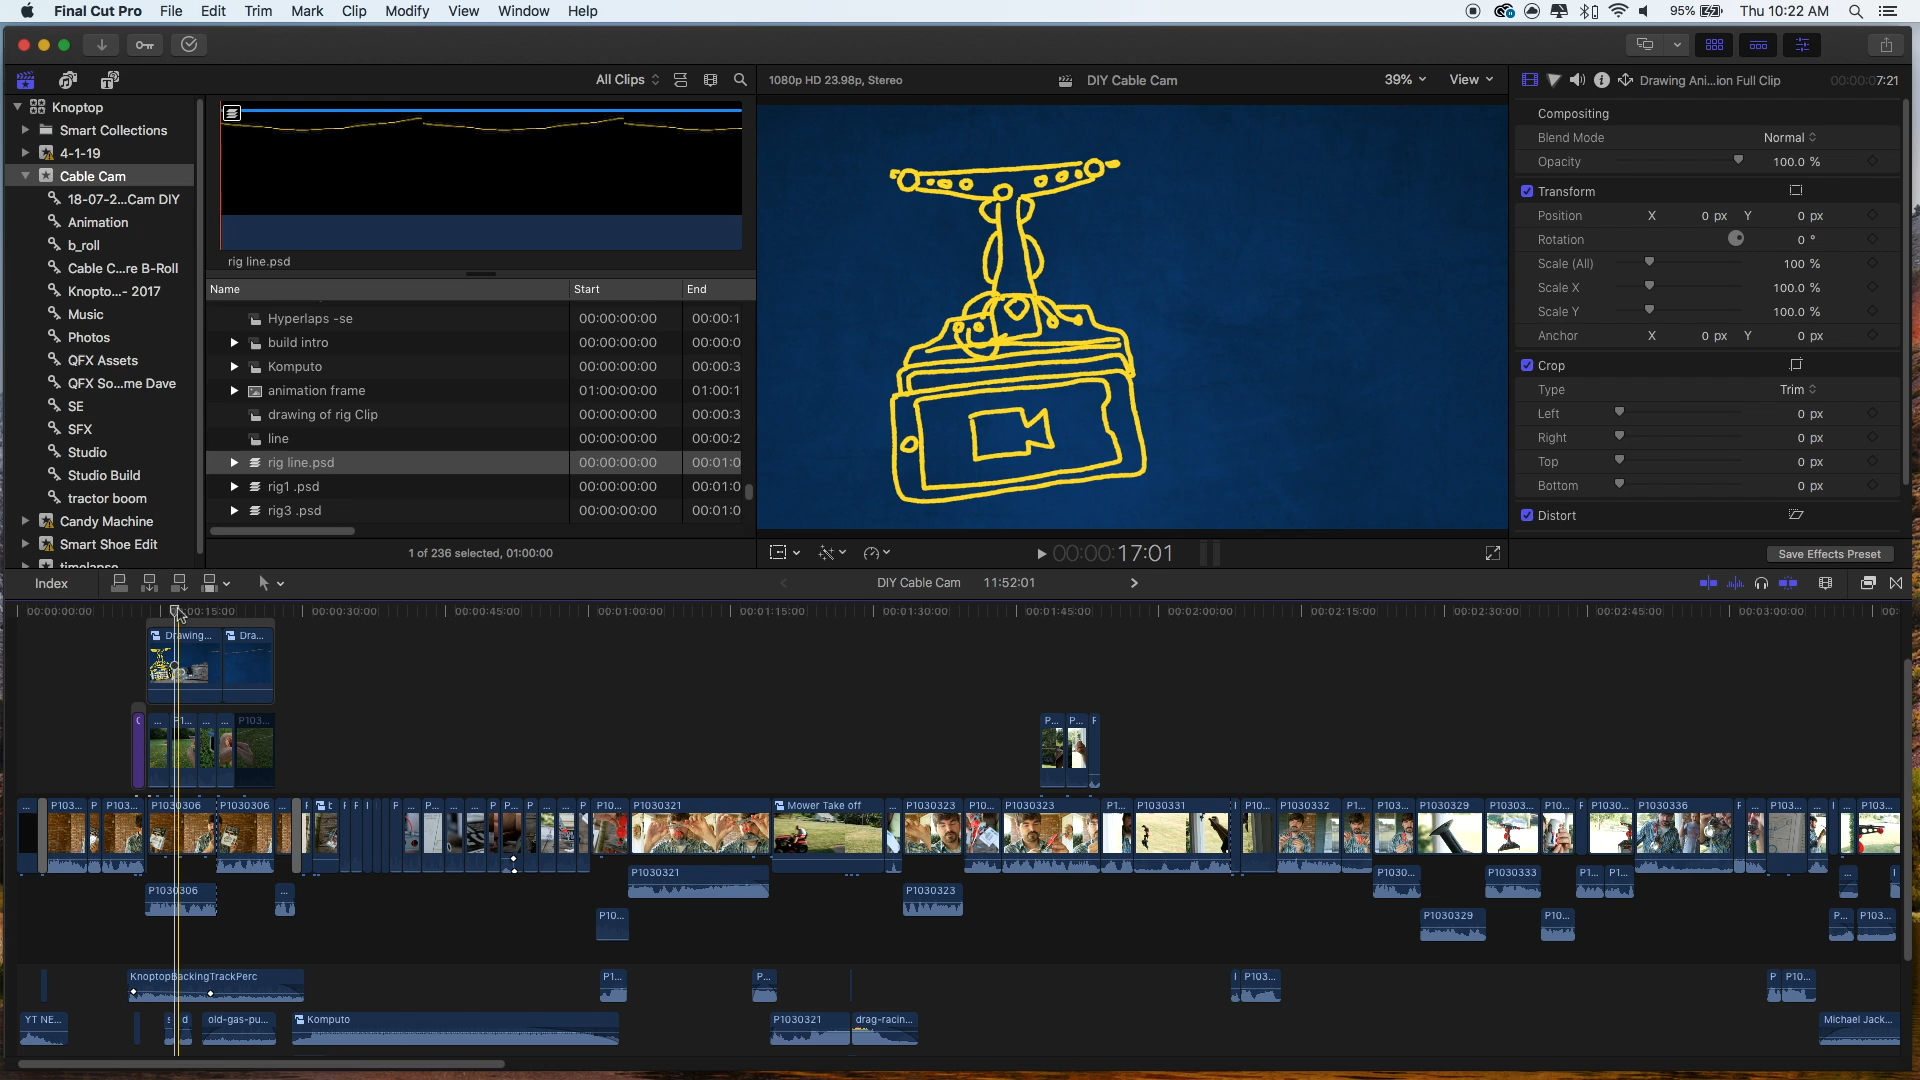 Final Cut Pro File Edit Trim Mark Clip Modify View Window Help 95% Thu 10:22 AM
All Clips 1080p HD 23.98p, Stereo DIY Cable Cam 39% View Drawing Ani...ion Full Clip 00:00:07:21
Knoptop
Smart Collections
4-1-19
Cable Cam
18-07-2...Cam DIY
Animation
b_roll
Cable C...re B-Roll
Knopto...- 2017
Music
Photos
QFX Assets
QFX So...me Dave
SE
SFX
Studio
Studio Build
tractor boom
Candy Machine
Smart Shoe Edit
timelapse
rig line.psd
Name Start End
Hyperlaps -se 00:00:00:00 00:00:1
build intro 00:00:00:00 00:00:0
Komputo 00:00:00:00 00:00:3
animation frame 01:00:00:00 01:00:1
drawing of rig Clip 00:00:00:00 00:00:3
line 00:00:00:00 00:00:2
rig line.psd 00:00:00:00 00:01:0
rig1 .psd 00:00:00:00 00:01:0
rig3 .psd 00:00:00:00 00:01:0
1 of 236 selected, 01:00:00
00:00:00:17:01
Compositing
Blend Mode Normal
Opacity 100.0 %
Transform
Position X 0 px Y 0 px
Rotation 0 °
Scale (All) 100 %
Scale X 100.0 %
Scale Y 100.0 %
Anchor X 0 px Y 0 px
Crop
Type Trim
Left 0 px
Right 0 px
Top 0 px
Bottom 0 px
Distort
Save Effects Preset
Index DIY Cable Cam 11:52:01
00:00:00:00 00:00:15:00 00:00:30:00 00:00:45:00 00:01:00:00 00:01:15:00 00:01:30:00 00:01:45:00 00:02:00:00 00:02:15:00 00:02:30:00 00:02:45:00 00:03:00:00 00:
Drawing... Dra...
C ... P1... ... ... P103... P... P... P
... P103... P P103... P1030306 P1030306 ... P10... P1030321 Mower Take off ... P1030323 P10... P1030323 P1... P1030331 P10... P1030332 P1... P103... P1030329 P10303... P10... P P1030... P1030336 P ... P103... ... P103...
P1030321 P1030... P1030333 P1... P1... ...
P1030306 ... P1030323
P10... P1030329 P10... P... P103...
KnoptopBackingTrackPerc P1... P... P103... P P10...
YT NE... old-gas-pu... Komputo P1030321 drag-racin... Michael Jack...